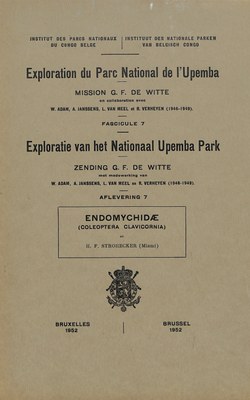 INSTITUT DES PARCS NATIONAUX
DU CONGO BELGE
INSTITUUT DER NATIONALE PARKEN
VAN BELGISCH CONGO
Exploration du Parc National de l'Upemba
MISSION G. F. DE WITTE
en collaboration avec
W. ADAM, A. JANSSENS, L. VAN MEEL et R. VERHEYEN (1946-1949).
FASCICULE 7
Exploratie van het Nationaal Upemba Park
ZENDING G. F. DE WITTE
met medewerking van
W. ADAM, A. JANSSENS, L. VAN MEEL en R. VERHEYEN (1946-1949).
AFLEVERING 7
ENDOMYCHIDÆ
(COLEOPTERA CLAVICORNIA)
BY
H. F. STROHECKER (Miami)
BRUXELLES
1952
BRUSSEL
1952